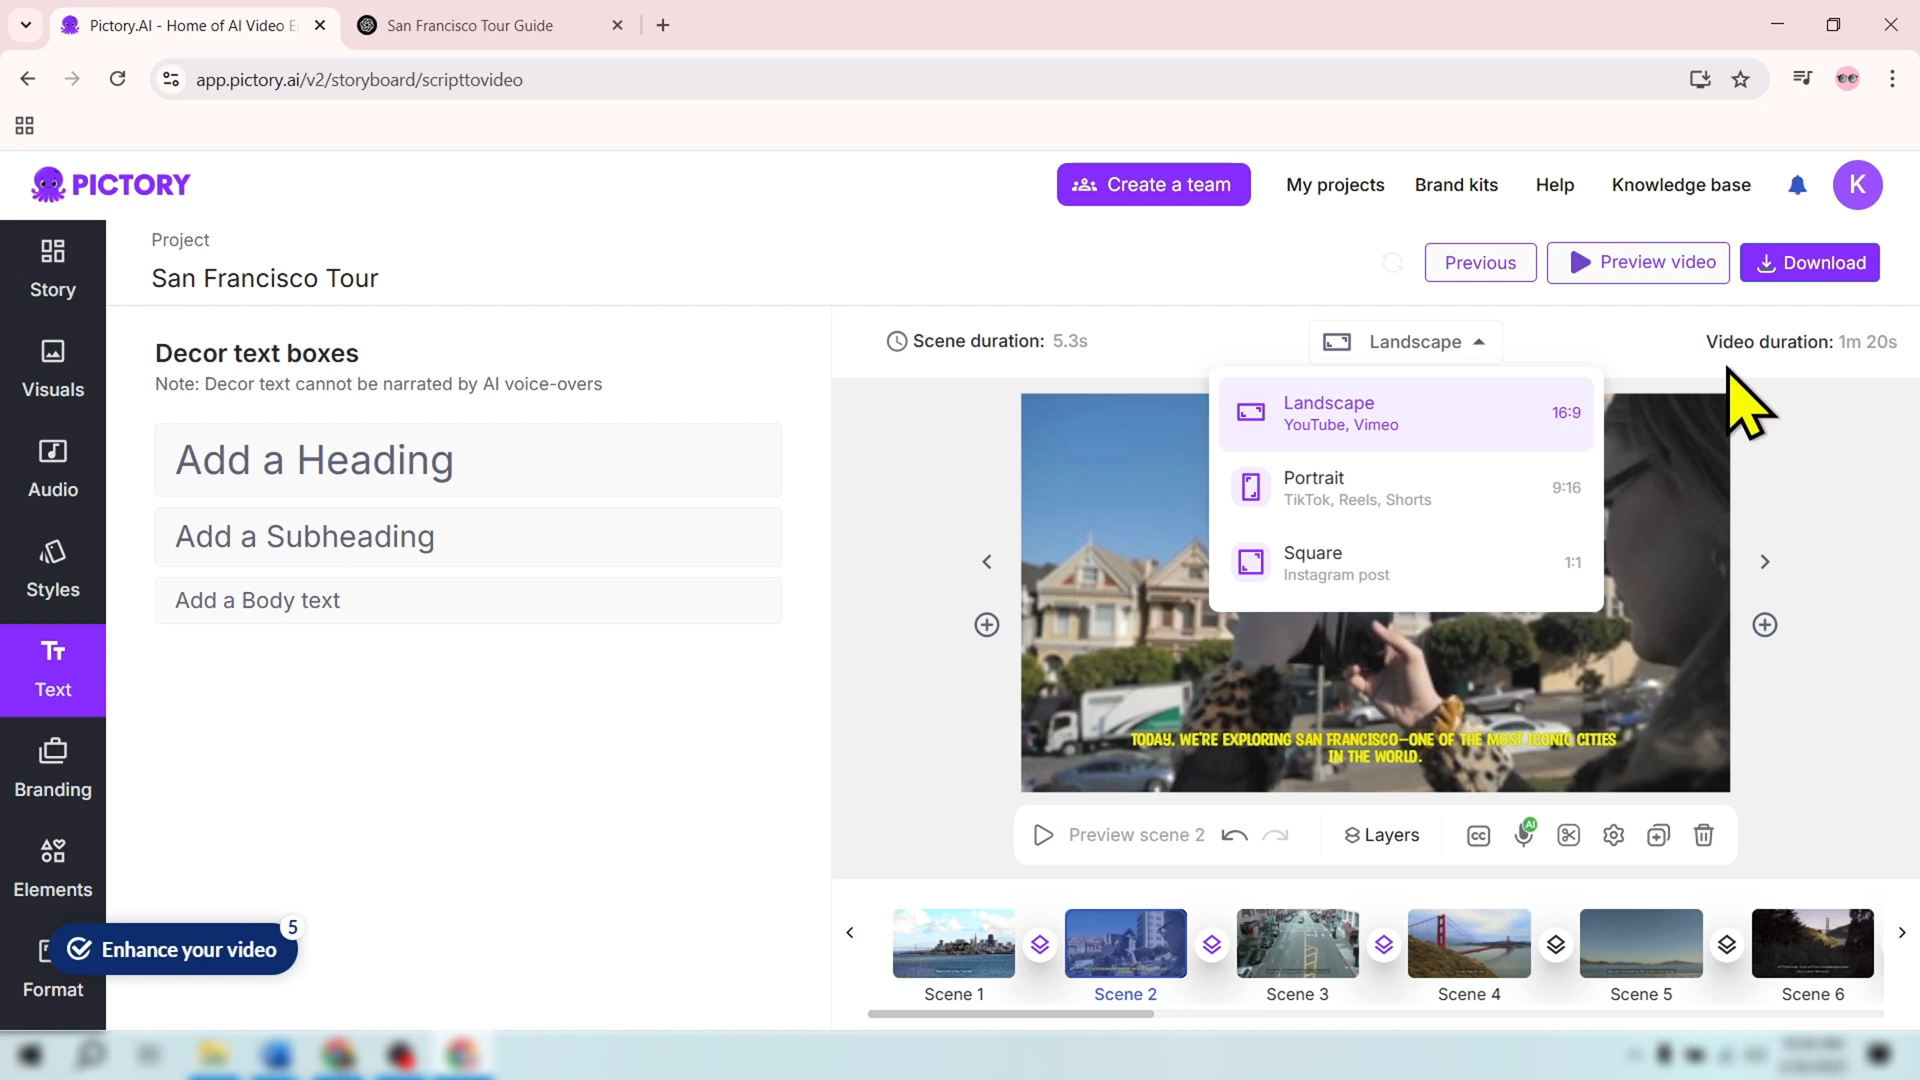 Pictory.AI - Home of AI Video E
San Francisco Tour Guide
app.pictory.ai/v2/storyboard/scripttovideo
PICTORY
Create a team
My projects
Brand kits
Help
Knowledge base
K
Story
Visuals
Audio
Styles
Text
Branding
Elements
Format
Project
San Francisco Tour
Previous
Preview video
Download
Decor text boxes
Note: Decor text cannot be narrated by AI voice-overs
Add a Heading
Add a Subheading
Add a Body text
Enhance your video
5
Scene duration: 5.3s
Landscape
Video duration: 1m 20s
Landscape
YouTube, Vimeo
16:9
Portrait
TikTok, Reels, Shorts
9:16
Square
Instagram post
1:1
TODAY, WE'RE EXPLORING SAN FRANCISCO—ONE OF THE MOST ICONIC CITIES
IN THE WORLD.
Preview scene 2
Layers
CC
AI
Scene 1
Scene 2
Scene 3
Scene 4
Scene 5
Scene 6